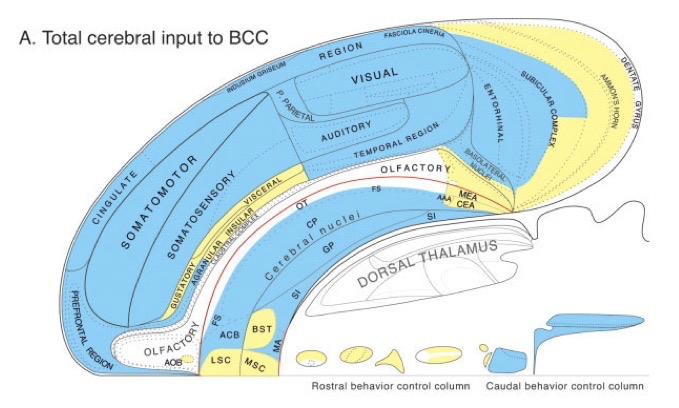 A. Total cerebral input to BCC
FASCIOLA CINEREA
INDUSIUM GRISEUM
REGION
CINGULATE
VISUAL
P. PARIETAL
AUDITORY
TEMPORAL REGION
ENTORHINAL
SUBICULAR COMPLEX
AMMON'S HORN
DENTATE GYRUS
SOMATOMOTOR
SOMATOSENSORY
VISCERAL
GUSTATORY
AGRANULAR INSULAR
CLAUSTRAL COMPLEX
BASOLATERAL
NUCLEI
OLFACTORY
OT
FS
AAA
MEA
CEA
CP
Cerebral nuclei
GP
SI
SI
DORSAL THALAMUS
PREFRONTAL REGION
OLFACTORY
AOB
FS
ACB
BST
MA
LSC
MSC
Rostral behavior control column
Caudal behavior control column